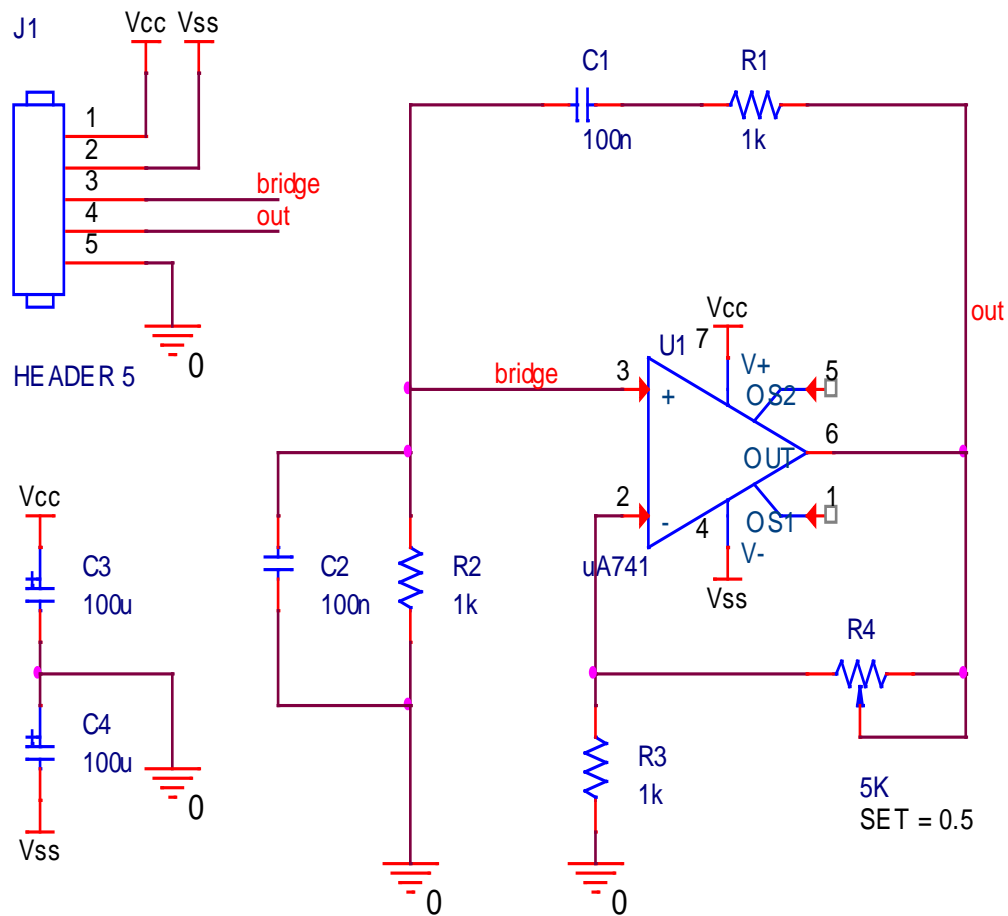 J1
Vcc
Vss
1
2
3
4
5
bridge
out
0
HEADER 5
C1
100n
R1
1k
out
bridge
U1
Vcc
7
V+
3
+
OS2
5
6
OUT
2
-
4
OS1
1
V-
uA741
Vss
Vcc
C3
100u
C4
100u
Vss
0
C2
100n
R2
1k
0
R3
1k
0
R4
5K
SET = 0.5